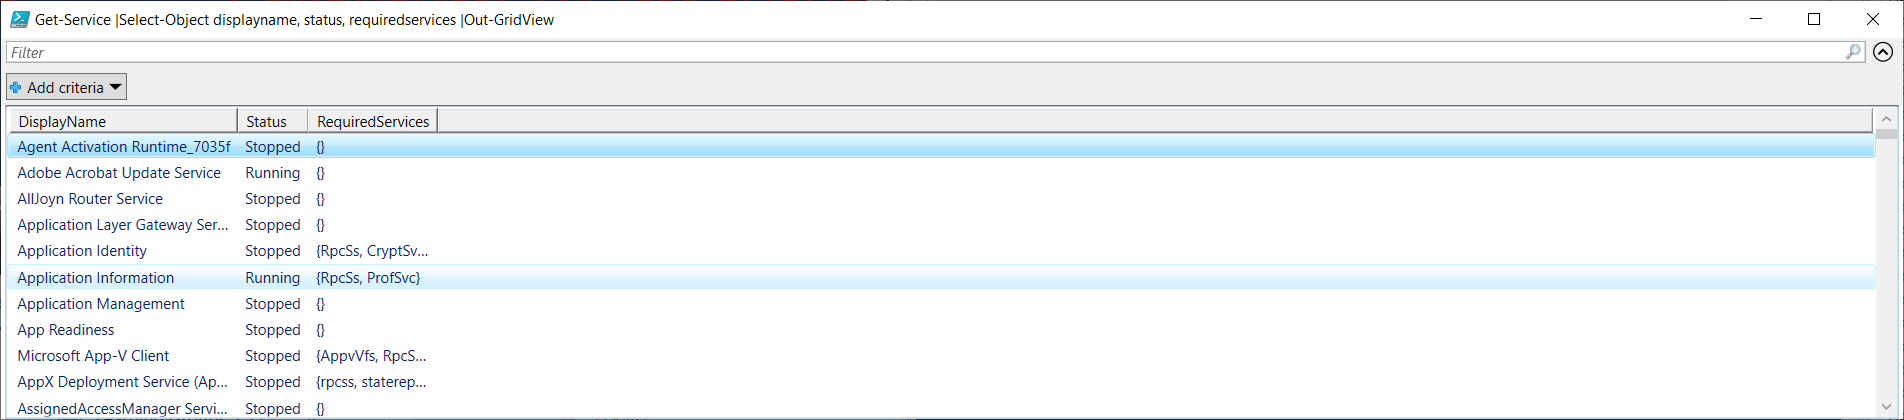 Get-Service |Select-Object displayname, status, requiredservices |Out-GridView
Filter
Add criteria
DisplayName Status RequiredServices
Agent Activation Runtime_7035f Stopped {}
Adobe Acrobat Update Service Running {}
AllJoyn Router Service Stopped {}
Application Layer Gateway Ser... Stopped {}
Application Identity Stopped {RpcSs, CryptSv...
Application Information Running {RpcSs, ProfSvc}
Application Management Stopped {}
App Readiness Stopped {}
Microsoft App-V Client Stopped {AppvVfs, RpcS...
AppX Deployment Service (Ap... Stopped {rpcss, staterep...
AssignedAccessManager Servi... Stopped {}